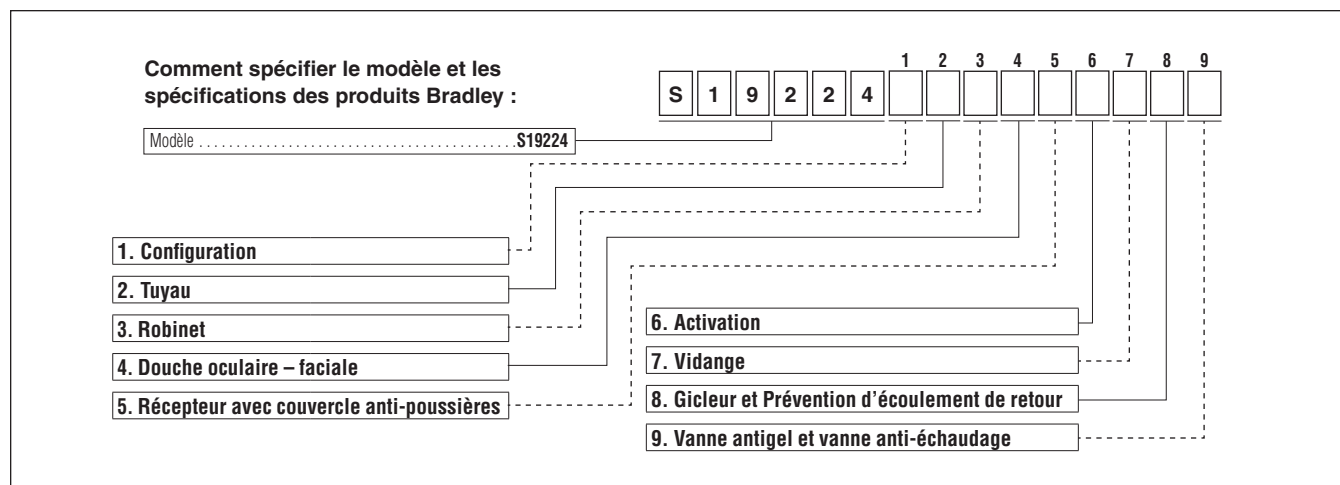 Comment spécifier le modèle et les
spécifications des produits Bradley :
1 2 3 4 5 6 7 8 9
S 1 9 2 2 4
Modèle . . . . . . . . . . . . . . . . . . . . . . . . . . . . . . . . . . . . . . . . . . .S19224
1. Configuration
2. Tuyau
3. Robinet
4. Douche oculaire – faciale
5. Récepteur avec couvercle anti-poussières
6. Activation
7. Vidange
8. Gicleur et Prévention d’écoulement de retour
9. Vanne antigel et vanne anti-échaudage